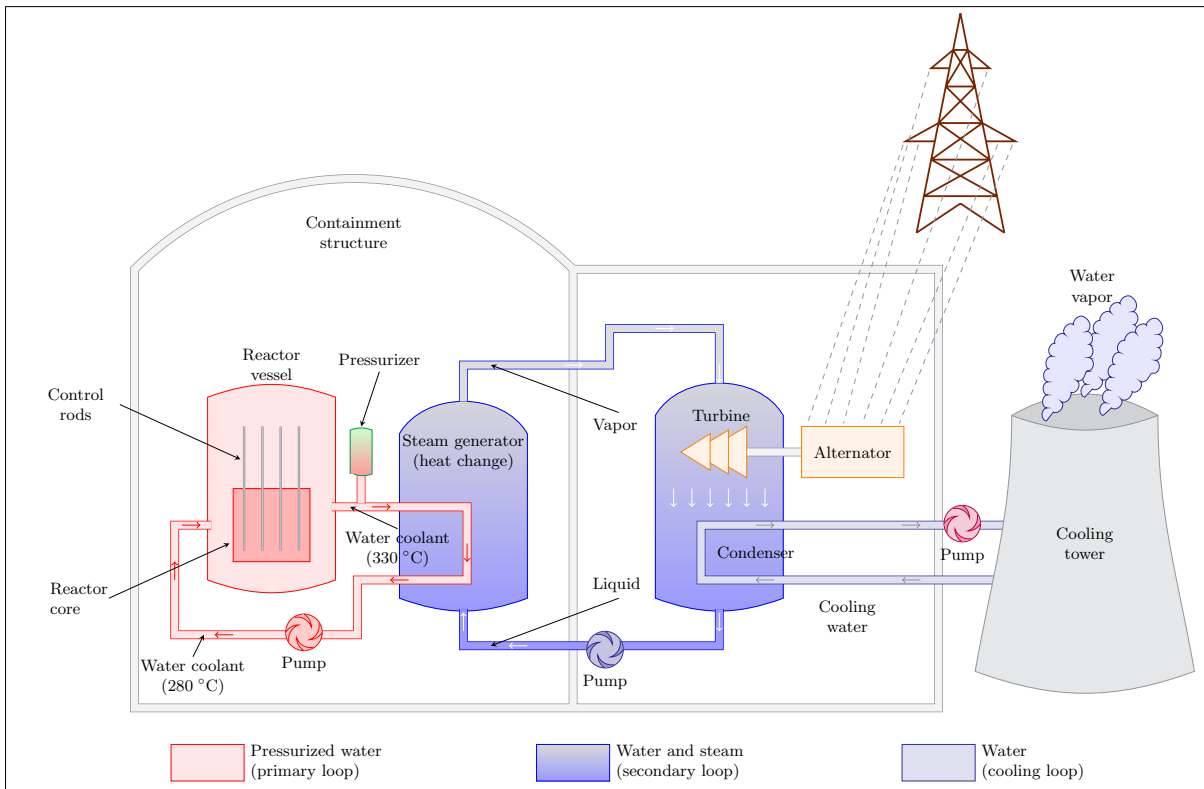 Containment
structure
Water
vapor
Reactor
vessel
Pressurizer
Control
rods
Vapor
Turbine
Steam generator
(heat change)
Alternator
Water coolant
(330 °C)
Condenser
Pump
Cooling
tower
Reactor
core
Liquid
Cooling
water
Water coolant
(280 °C)
Pump
Pump
Pressurized water
(primary loop)
Water and steam
(secondary loop)
Water
(cooling loop)